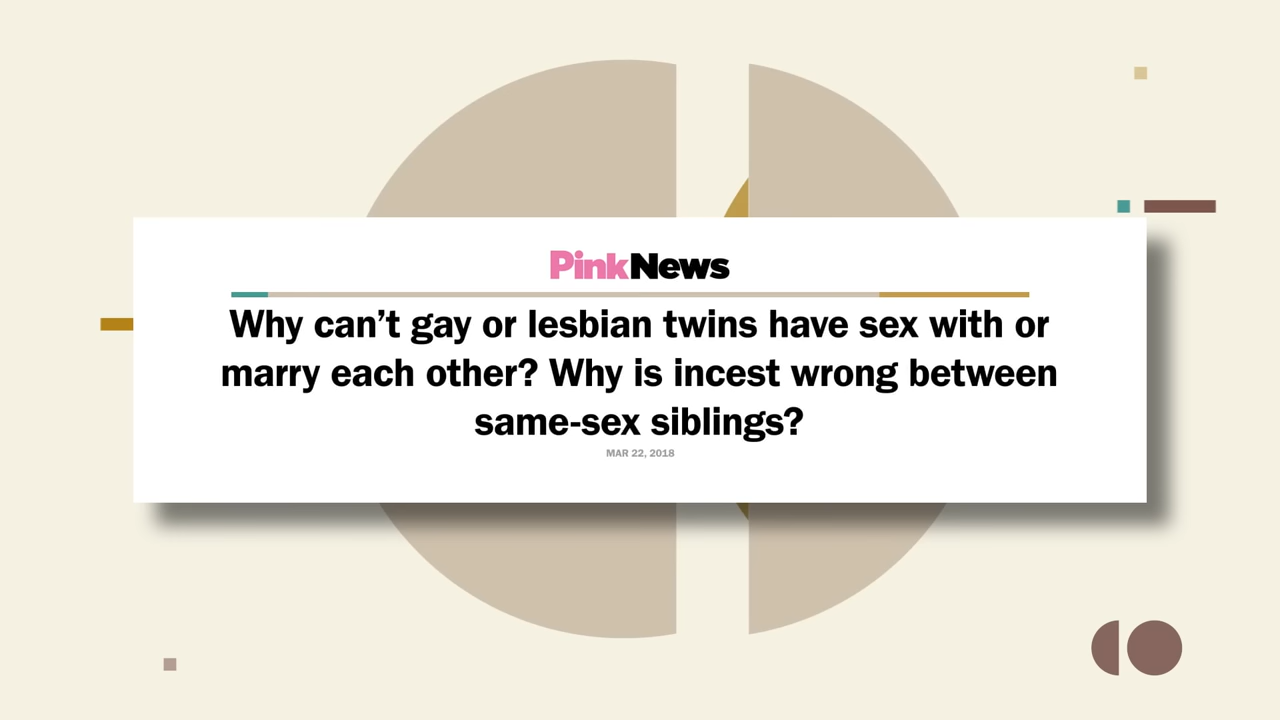 PinkNews
Why can’t gay or lesbian twins have sex with or
marry each other? Why is incest wrong between
same-sex siblings?
MAR 22, 2018